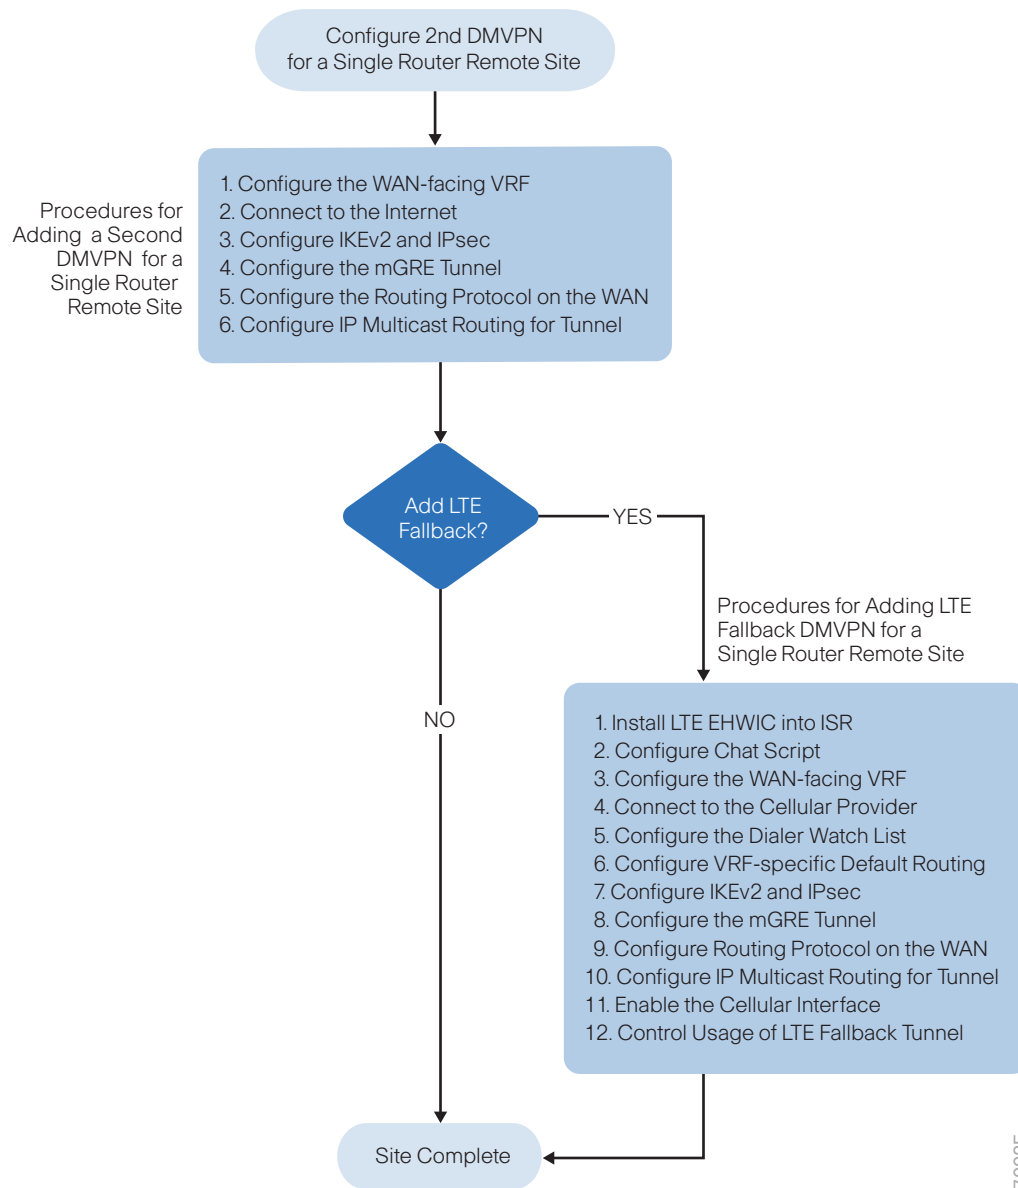 Configure 2nd DMVPN
for a Single Router Remote Site
Procedures for
Adding a Second
DMVPN for a
Single Router
Remote Site
1. Configure the WAN-facing VRF
2. Connect to the Internet
3. Configure IKEv2 and IPsec
4. Configure the mGRE Tunnel
5. Configure the Routing Protocol on the WAN
6. Configure IP Multicast Routing for Tunnel
Add LTE
Fallback?
YES
NO
Procedures for Adding LTE
Fallback DMVPN for a
Single Router Remote Site
1. Install LTE EHWIC into ISR
2. Configure Chat Script
3. Configure the WAN-facing VRF
4. Connect to the Cellular Provider
5. Configure the Dialer Watch List
6. Configure VRF-specific Default Routing
7. Configure IKEv2 and IPsec
8. Configure the mGRE Tunnel
9. Configure Routing Protocol on the WAN
10. Configure IP Multicast Routing for Tunnel
11. Enable the Cellular Interface
12. Control Usage of LTE Fallback Tunnel
Site Complete